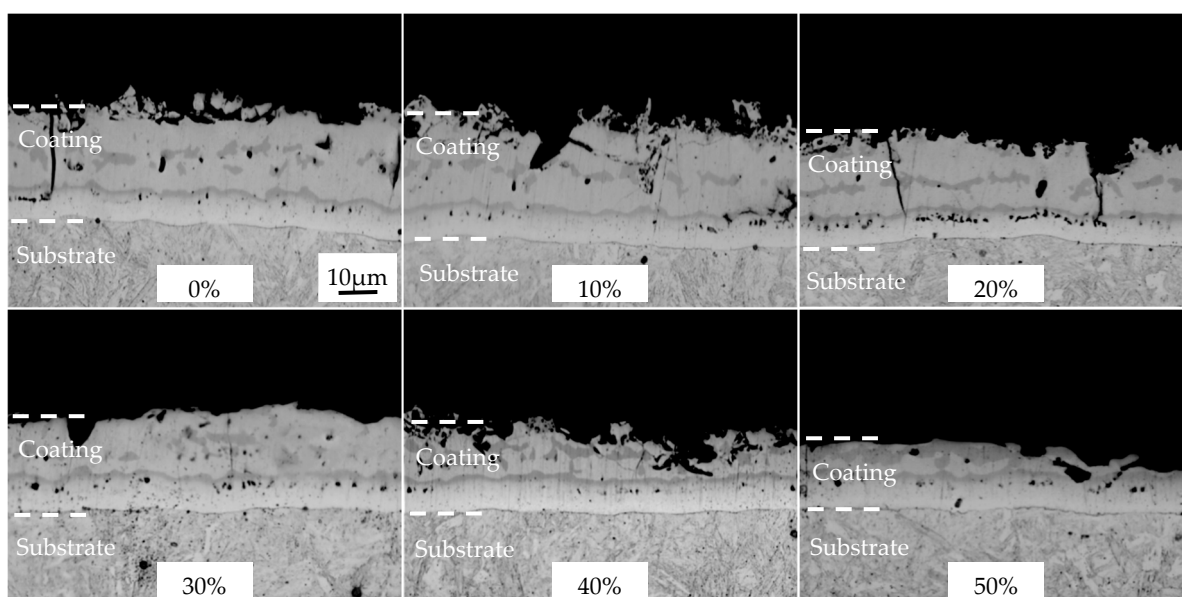 Coating
Substrate
0%
10μm
Coating
Substrate
10%
Coating
Substrate
20%
Coating
Substrate
30%
Coating
Substrate
40%
Coating
Substrate
50%